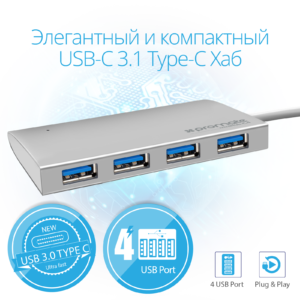 Элегантный и компактный
USB-C 3.1 Type-C Хаб
promate
NEW
USB 3.0 TYPE C
Ultra fast
4
USB Port
4 USB Port
Plug & Play